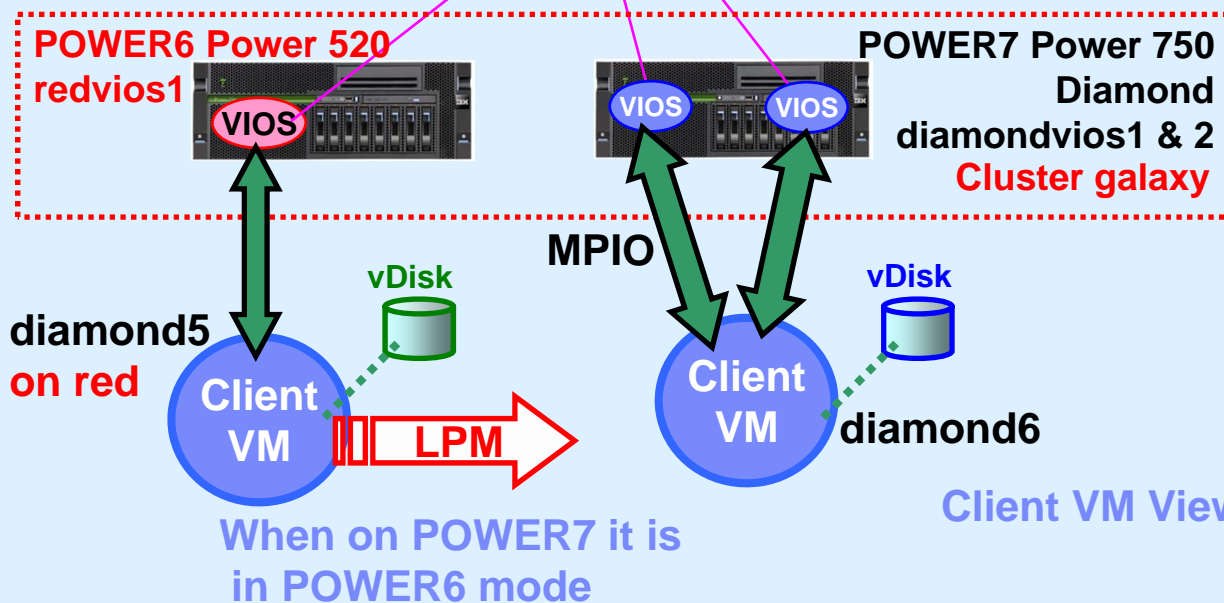 POWER6 Power 520
redvios1
VIOS
POWER7 Power 750
Diamond
diamondvios1 & 2
Cluster galaxy
VIOS
VIOS
MPIO
vDisk
vDisk
diamond5
on red
Client
VM
LPM
Client
VM
diamond6
Client VM View
When on POWER7 it is
in POWER6 mode